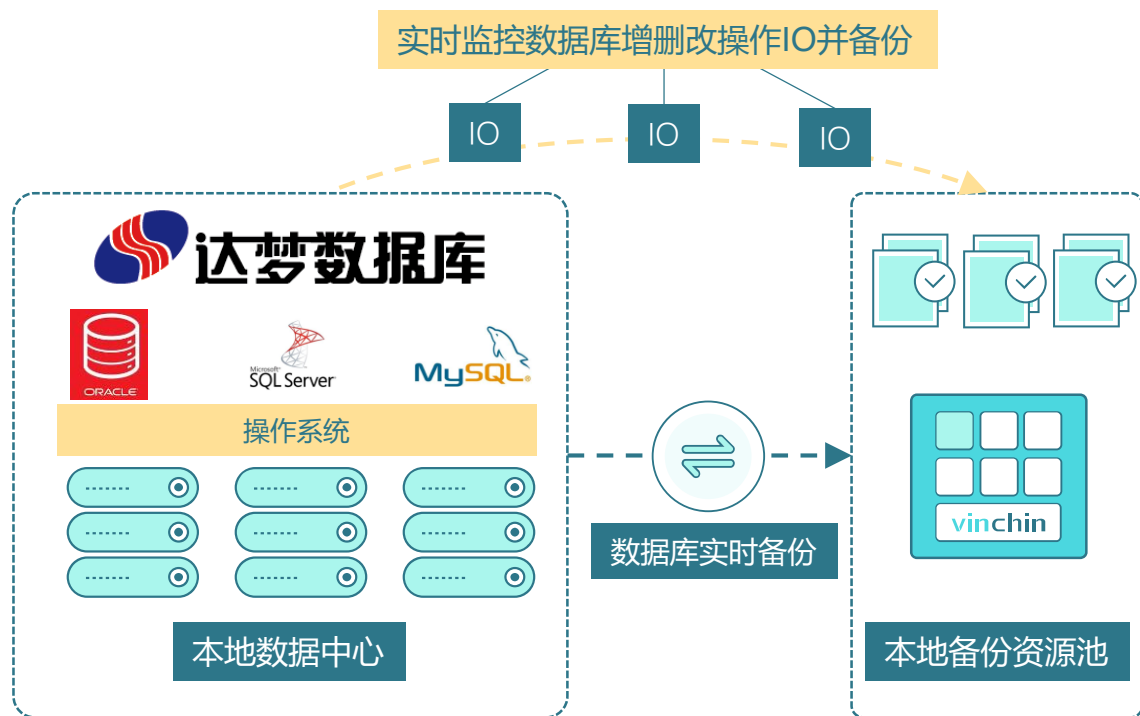 实时监控数据库增删改操作IO并备份
IO
IO
IO
达梦数据库
ORACLE
Microsoft
SQL Server
MySQL
操作系统
数据库实时备份
vinchin
本地数据中心
本地备份资源池